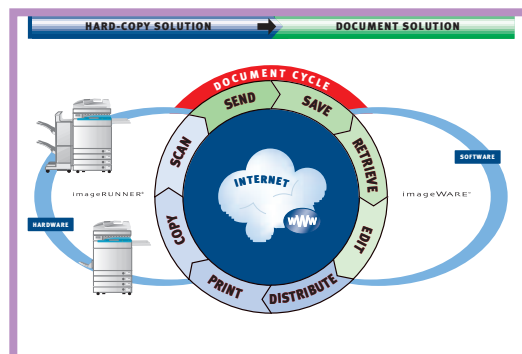 HARD-COPY SOLUTION
DOCUMENT SOLUTION
DOCUMENT CYCLE
SEND
SAVE
SCAN
RETRIEVE
INTERNET
WWW
SOFTWARE
imageRUNNER®
imageWARE™
HARDWARE
COPY
EDIT
PRINT
DISTRIBUTE